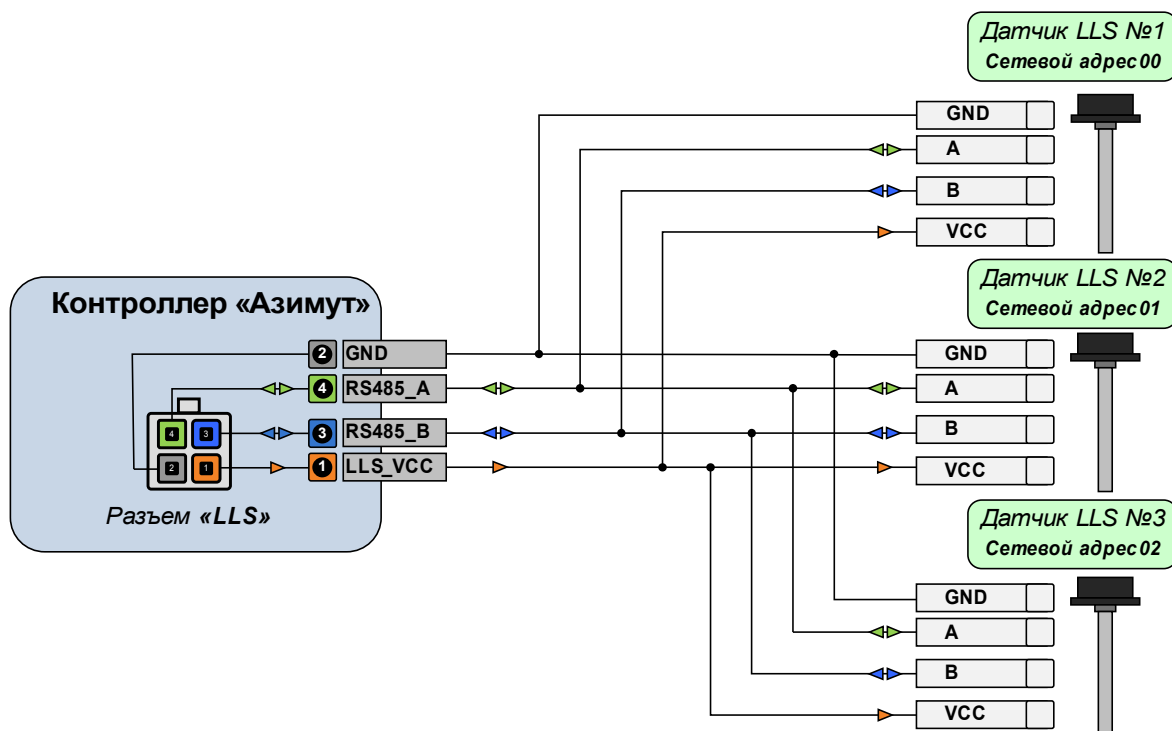 Датчик LLS №1
Сетевой адрес 00
GND
A
B
VCC
Контроллер «Азимут»
2 GND
4 RS485_A
3 RS485_B
1 LLS_VCC
4 3
2 1
Разъем «LLS»
Датчик LLS №2
Сетевой адрес 01
GND
A
B
VCC
Датчик LLS №3
Сетевой адрес 02
GND
A
B
VCC